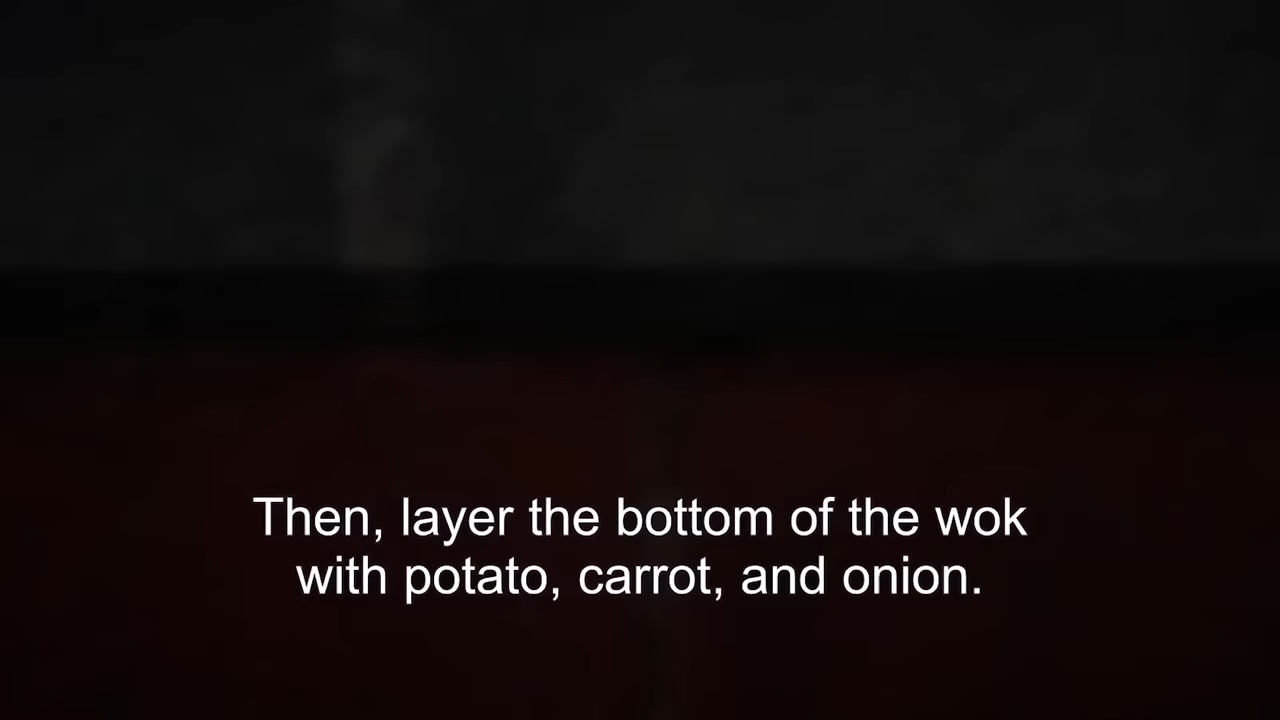 Then, layer the bottom of the wok
with potato, carrot, and onion.